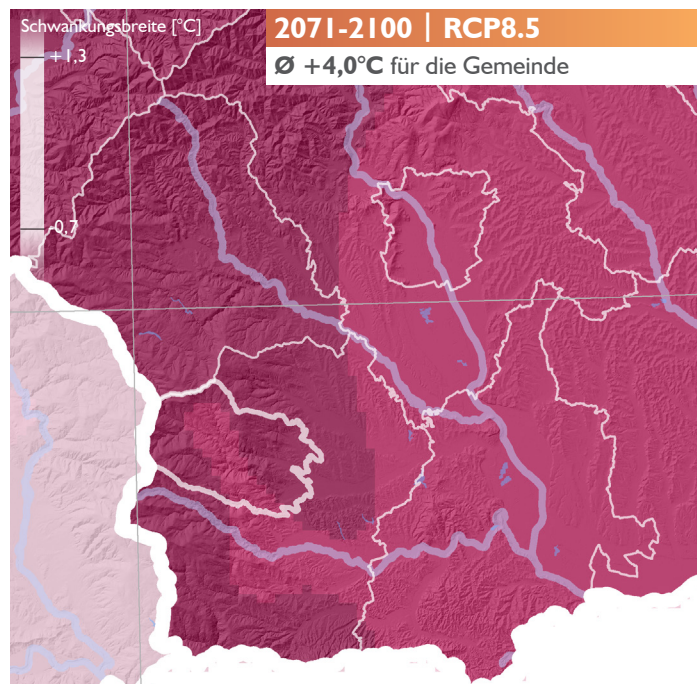 Schwankungsbreite [°C]
2071-2100 | RCP8.5
Ø +4,0°C für die Gemeinde
+1,3
-0,7